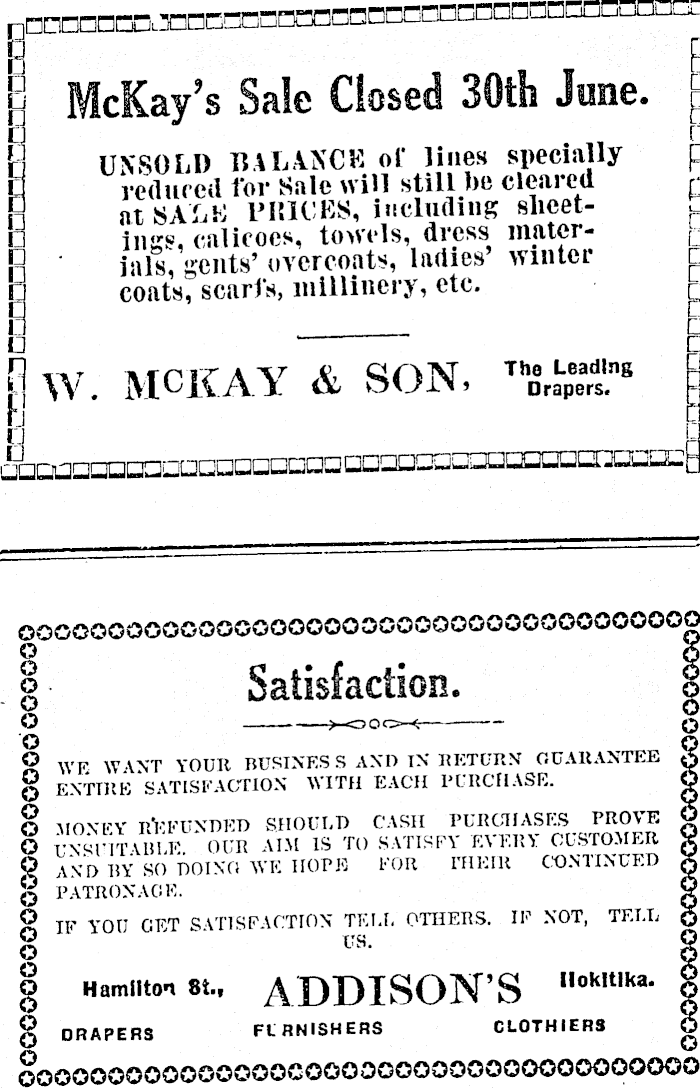 McKay's Sale Closed 30th June.
UNSOLD BALANCE of lines specially
reduced for Sale will still be cleared
at SALE PRICES, including sheet-
ings, calicoes, towels, dress mater-
ials, gents' overcoats, ladies' winter
coats, scarfs, millinery, etc.
W. McKAY & SON, The Leading
Drapers.
Satisfaction.
WE WANT YOUR BUSINESS AND IN RETURN GUARANTEE
ENTIRE SATISFACTION WITH EACH PURCHASE.
MONEY REFUNDED SHOULD CASH PURCHASES PROVE
UNSUITABLE. OUR AIM IS TO SATISFY EVERY CUSTOMER
AND BY SO DOING WE HOPE FOR THEIR CONTINUED
PATRONAGE.
IF YOU GET SATISFACTION TELL OTHERS. IF NOT, TELL
US.
Hamilton St., ADDISON'S Hokitika.
DRAPERS FURNISHERS CLOTHIERS